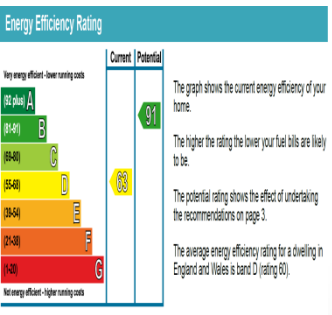 Energy Efficiency Rating
Current Potential
Very energy efficient - lower running costs
(92 plus) A
(81-91) B
(69-80) C
(55-68) D
(39-54) E
(21-38) F
(1-20) G
Not energy efficient - higher running costs
63
91
The graph shows the current energy efficiency of your
home.
The higher the rating the lower your fuel bills are likely
to be.
The potential rating shows the effect of undertaking
the recommendations on page 3.
The average energy efficiency rating for a dwelling in
England and Wales is band D (rating 60).